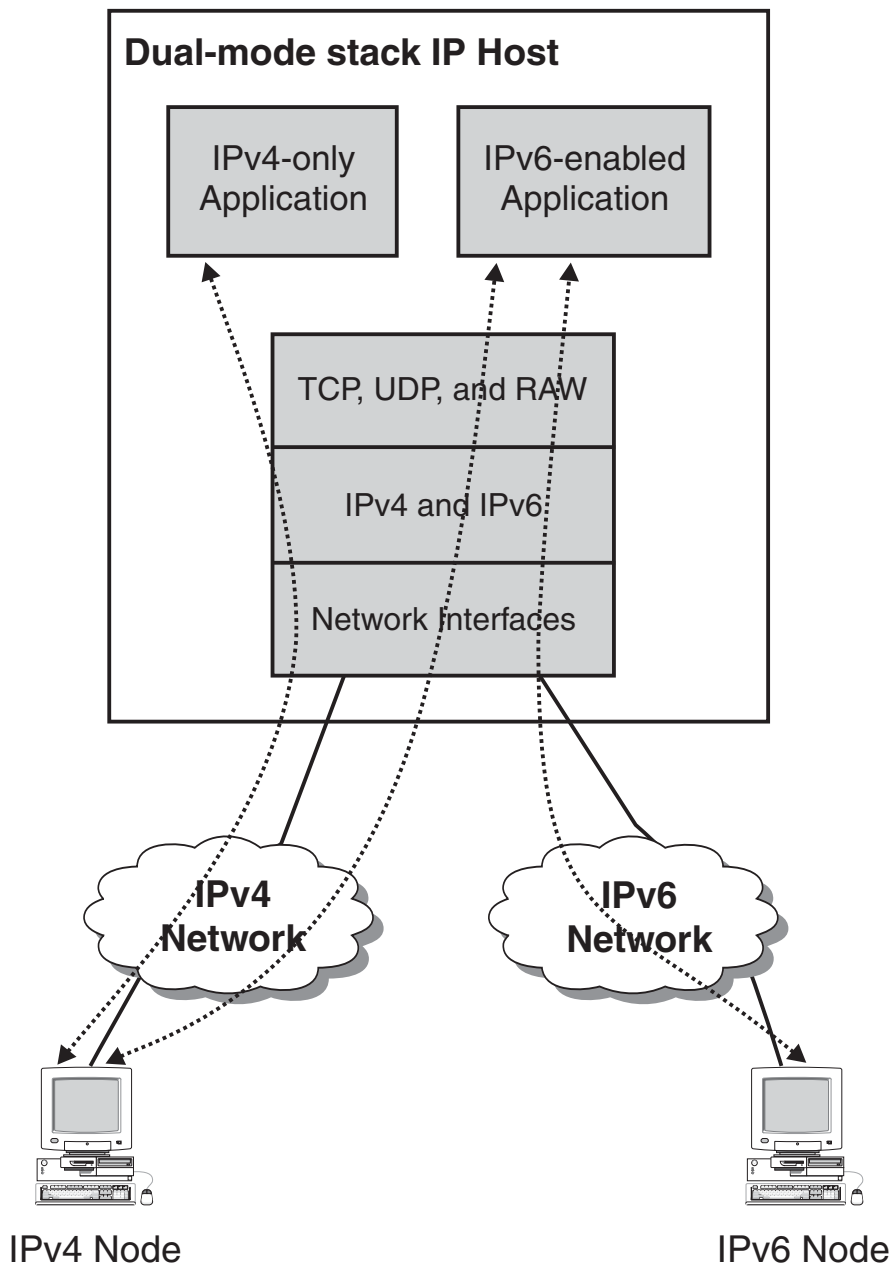 Dual-mode stack IP Host
IPv4-only
Application
IPv6-enabled
Application
TCP, UDP, and RAW
IPv4 and IPv6
Network Interfaces
IPv4
Network
IPv6
Network
IPv4 Node
IPv6 Node